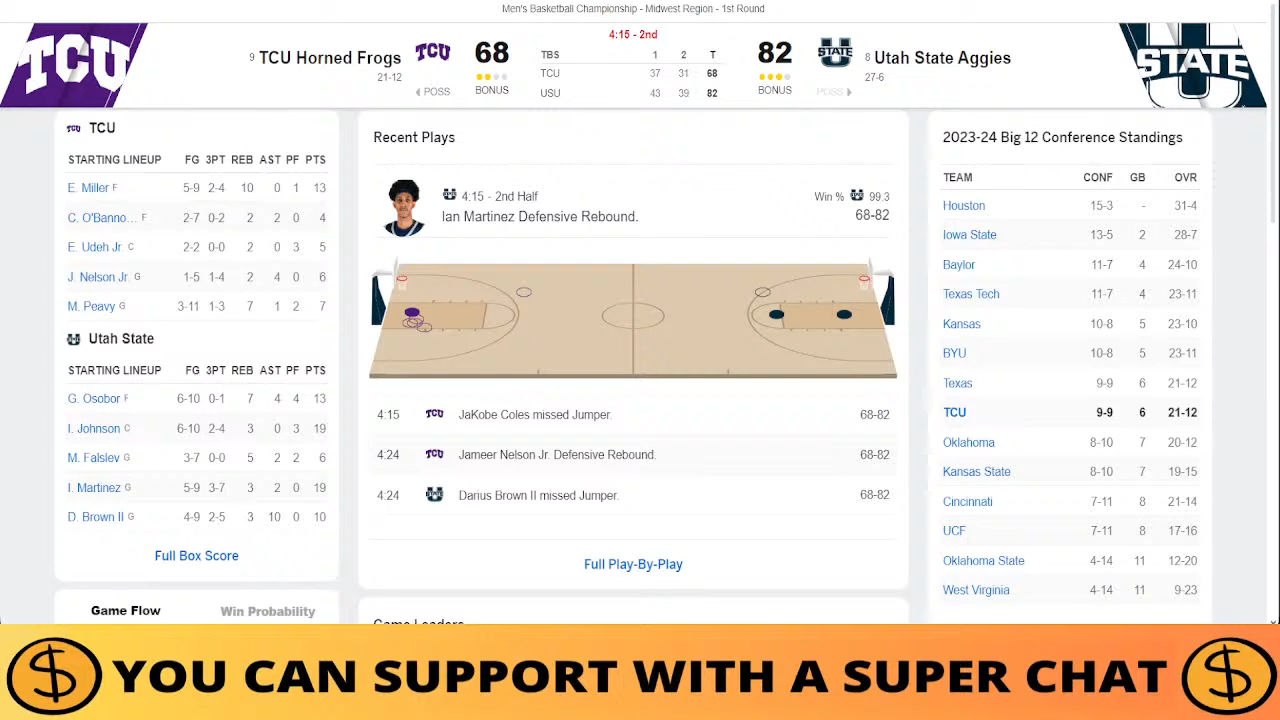 Men's Basketball Championship - Midwest Region - 1st Round
TCU
9 TCU Horned Frogs
21-12
TCU
POSS
68
BONUS
4:15 - 2nd
TBS 1 2 T
TCU 37 31 68
USU 43 39 82
82
BONUS
STATE
POSS
8 Utah State Aggies
27-6
STATE
TCU TCU
STARTING LINEUP FG 3PT REB AST PF PTS
E. Miller F 5-9 2-4 10 0 1 13
C. O'Banno... F 2-7 0-2 2 2 0 4
E. Udeh Jr. C 2-2 0-0 2 0 3 5
J. Nelson Jr. G 1-5 1-4 2 4 0 6
M. Peavy G 3-11 1-3 7 1 2 7
Utah State
STARTING LINEUP FG 3PT REB AST PF PTS
G. Osobor F 6-10 0-1 7 4 4 13
I. Johnson C 6-10 2-4 3 0 3 19
M. Falslev G 3-7 0-0 5 2 2 6
I. Martinez G 5-9 3-7 3 2 0 19
D. Brown II G 4-9 2-5 3 10 0 10
Full Box Score
Game Flow Win Probability
Recent Plays
4:15 - 2nd Half
Ian Martinez Defensive Rebound.
Win % 99.3
68-82
4:15 TCU JaKobe Coles missed Jumper. 68-82
4:24 TCU Jameer Nelson Jr. Defensive Rebound. 68-82
4:24 STATE Darius Brown II missed Jumper. 68-82
Full Play-By-Play
Game Leaders
2023-24 Big 12 Conference Standings
TEAM CONF GB OVR
Houston 15-3 - 31-4
Iowa State 13-5 2 28-7
Baylor 11-7 4 24-10
Texas Tech 11-7 4 23-11
Kansas 10-8 5 23-10
BYU 10-8 5 23-11
Texas 9-9 6 21-12
TCU 9-9 6 21-12
Oklahoma 8-10 7 20-12
Kansas State 8-10 7 19-15
Cincinnati 7-11 8 21-14
UCF 7-11 8 17-16
Oklahoma State 4-14 11 12-20
West Virginia 4-14 11 9-23
$ YOU CAN SUPPORT WITH A SUPER CHAT $